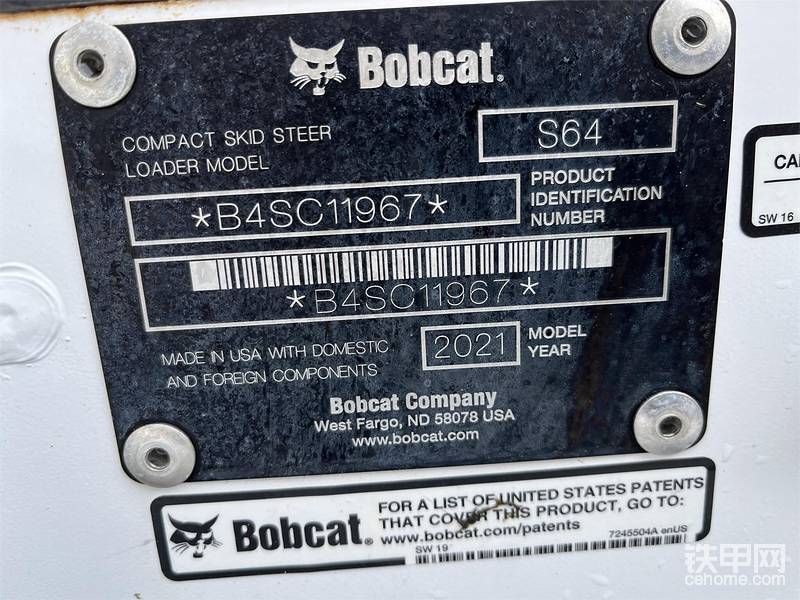 Bobcat.
COMPACT SKID STEER
LOADER MODEL
S64
*B4SC11967*
PRODUCT
IDENTIFICATION
NUMBER
*B4SC11967*
MADE IN USA WITH DOMESTIC
AND FOREIGN COMPONENTS
2021
MODEL
YEAR
Bobcat Company
West Fargo, ND 58078 USA
www.bobcat.com
Bobcat.
FOR A LIST OF UNITED STATES PATENTS
THAT COVER THIS PRODUCT, GO TO:
www.bobcat.com/patents
7245504A enUS
SW 19
SW 16
铁甲网
cehome.com